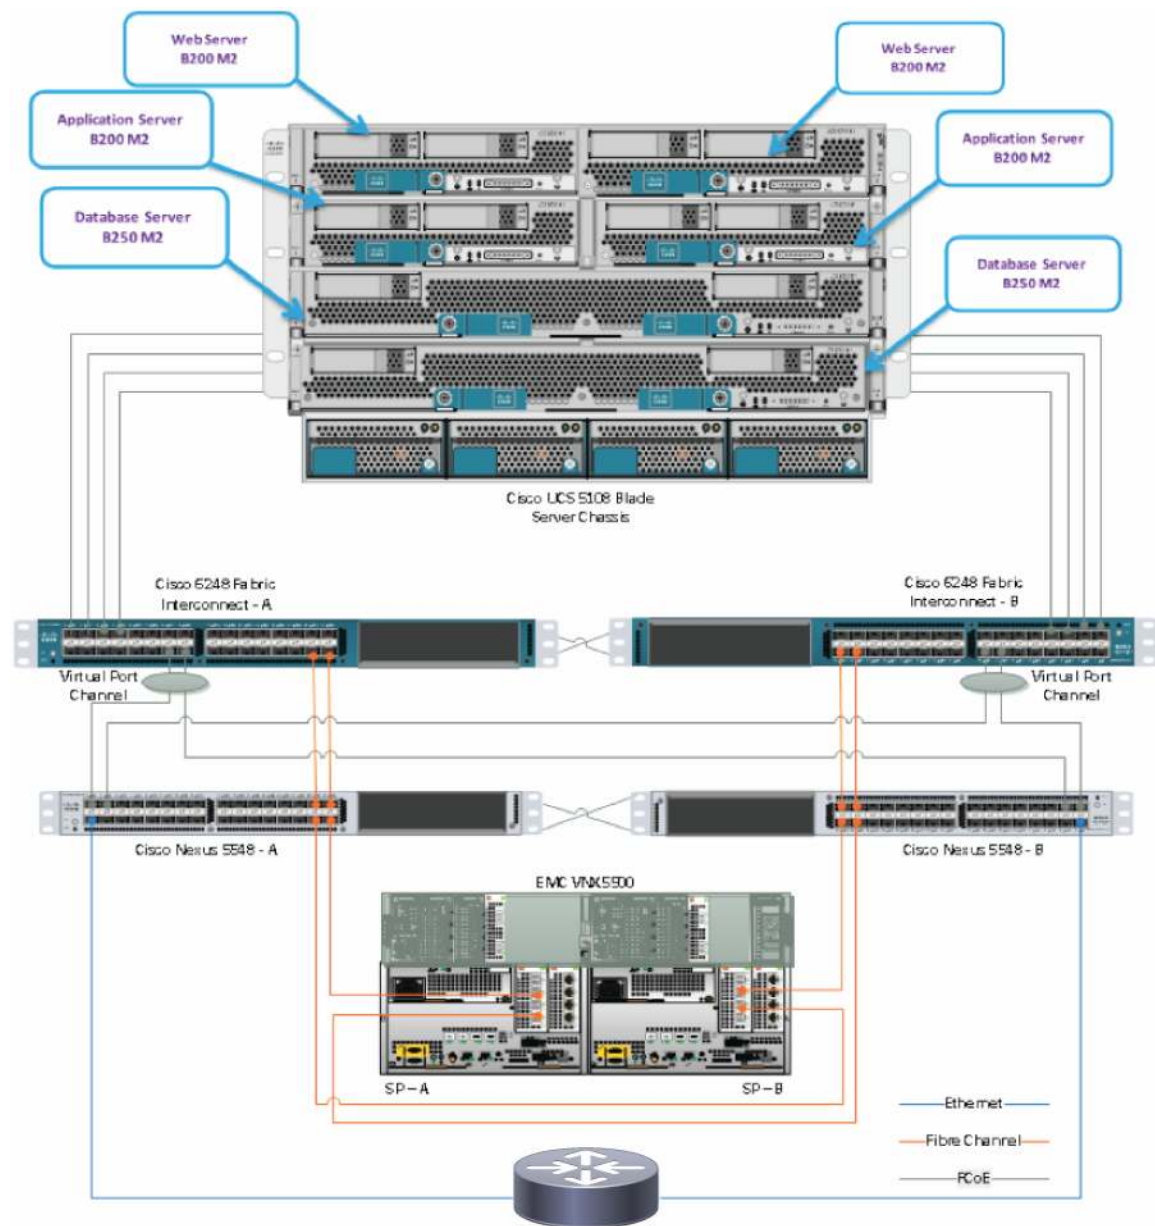 Web Server
B200 M2
Web Server
B200 M2
Application Server
B200 M2
Application Server
B200 M2
Database Server
B250 M2
Database Server
B250 M2
Cisco UCS 5108 Blade
Server Chassis
Cisco 6248 Fabric
Interconnect - A
Cisco 6248 Fabric
Interconnect - B
Virtual Port
Channel
Virtual Port
Channel
Cisco Nexus 5548 - A
Cisco Nexus 5548 - B
EMC VNX5500
SP - A
SP - B
Ethernet
Fibre Channel
FCoE